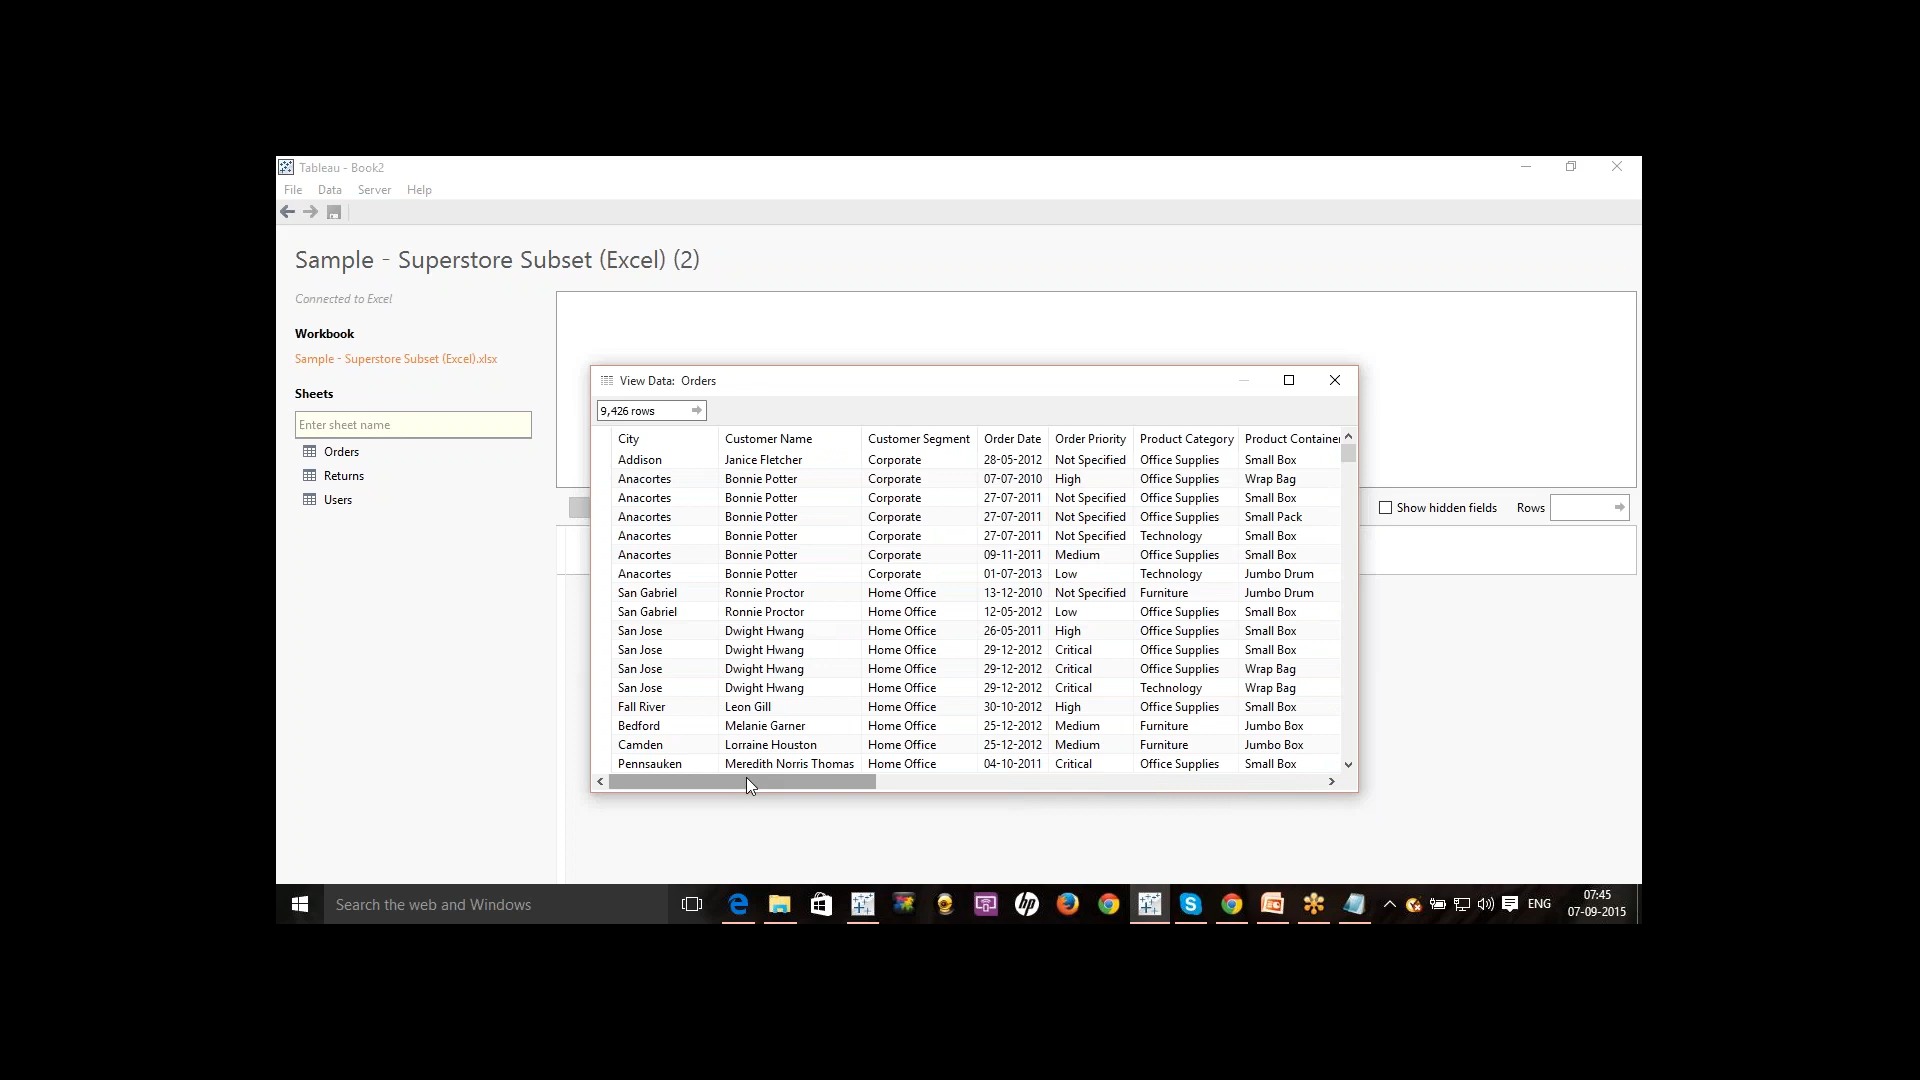 Tableau - Book2
File Data Server Help
Sample - Superstore Subset (Excel) (2)
Connected to Excel
Workbook
Sample - Superstore Subset (Excel).xlsx
Sheets
Enter sheet name
Orders
Returns
Users
View Data: Orders
9,426 rows
City Customer Name Customer Segment Order Date Order Priority Product Category Product Container
Addison Janice Fletcher Corporate 28-05-2012 Not Specified Office Supplies Small Box
Anacortes Bonnie Potter Corporate 07-07-2010 High Office Supplies Wrap Bag
Anacortes Bonnie Potter Corporate 27-07-2011 Not Specified Office Supplies Small Box
Anacortes Bonnie Potter Corporate 27-07-2011 Not Specified Office Supplies Small Pack
Anacortes Bonnie Potter Corporate 27-07-2011 Not Specified Technology Small Box
Anacortes Bonnie Potter Corporate 09-11-2011 Medium Office Supplies Small Box
Anacortes Bonnie Potter Corporate 01-07-2013 Low Technology Jumbo Drum
San Gabriel Ronnie Proctor Home Office 13-12-2010 Not Specified Furniture Jumbo Drum
San Gabriel Ronnie Proctor Home Office 12-05-2012 Low Office Supplies Small Box
San Jose Dwight Hwang Home Office 26-05-2011 High Office Supplies Small Box
San Jose Dwight Hwang Home Office 29-12-2012 Critical Office Supplies Small Box
San Jose Dwight Hwang Home Office 29-12-2012 Critical Office Supplies Wrap Bag
San Jose Dwight Hwang Home Office 29-12-2012 Critical Technology Wrap Bag
Fall River Leon Gill Home Office 30-10-2012 High Office Supplies Small Box
Bedford Melanie Garner Home Office 25-12-2012 Medium Furniture Jumbo Box
Camden Lorraine Houston Home Office 25-12-2012 Medium Furniture Jumbo Box
Pennsauken Meredith Norris Thomas Home Office 04-10-2011 Critical Office Supplies Small Box
Show hidden fields Rows
Search the web and Windows
hp
ENG
07:45
07-09-2015